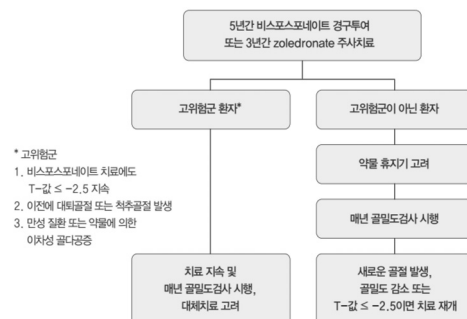 5년간 비스포스포네이트 경구투여
또는 3년간 zoledronate 주사치료
고위험군 환자*
고위험군이 아닌 환자
약물 휴지기 고려
매년 골밀도검사 시행
* 고위험군
1. 비스포스포네이트 치료에도
T-값 ≤ -2.5 지속
2. 이전에 대퇴골절 또는 척추골절 발생
3. 만성 질환 또는 약물에 의한
이차성 골다공증
치료 지속 및
매년 골밀도검사 시행,
대체치료 고려
새로운 골절 발생,
골밀도 감소 또는
T-값 ≤ -2.5이면 치료 재개